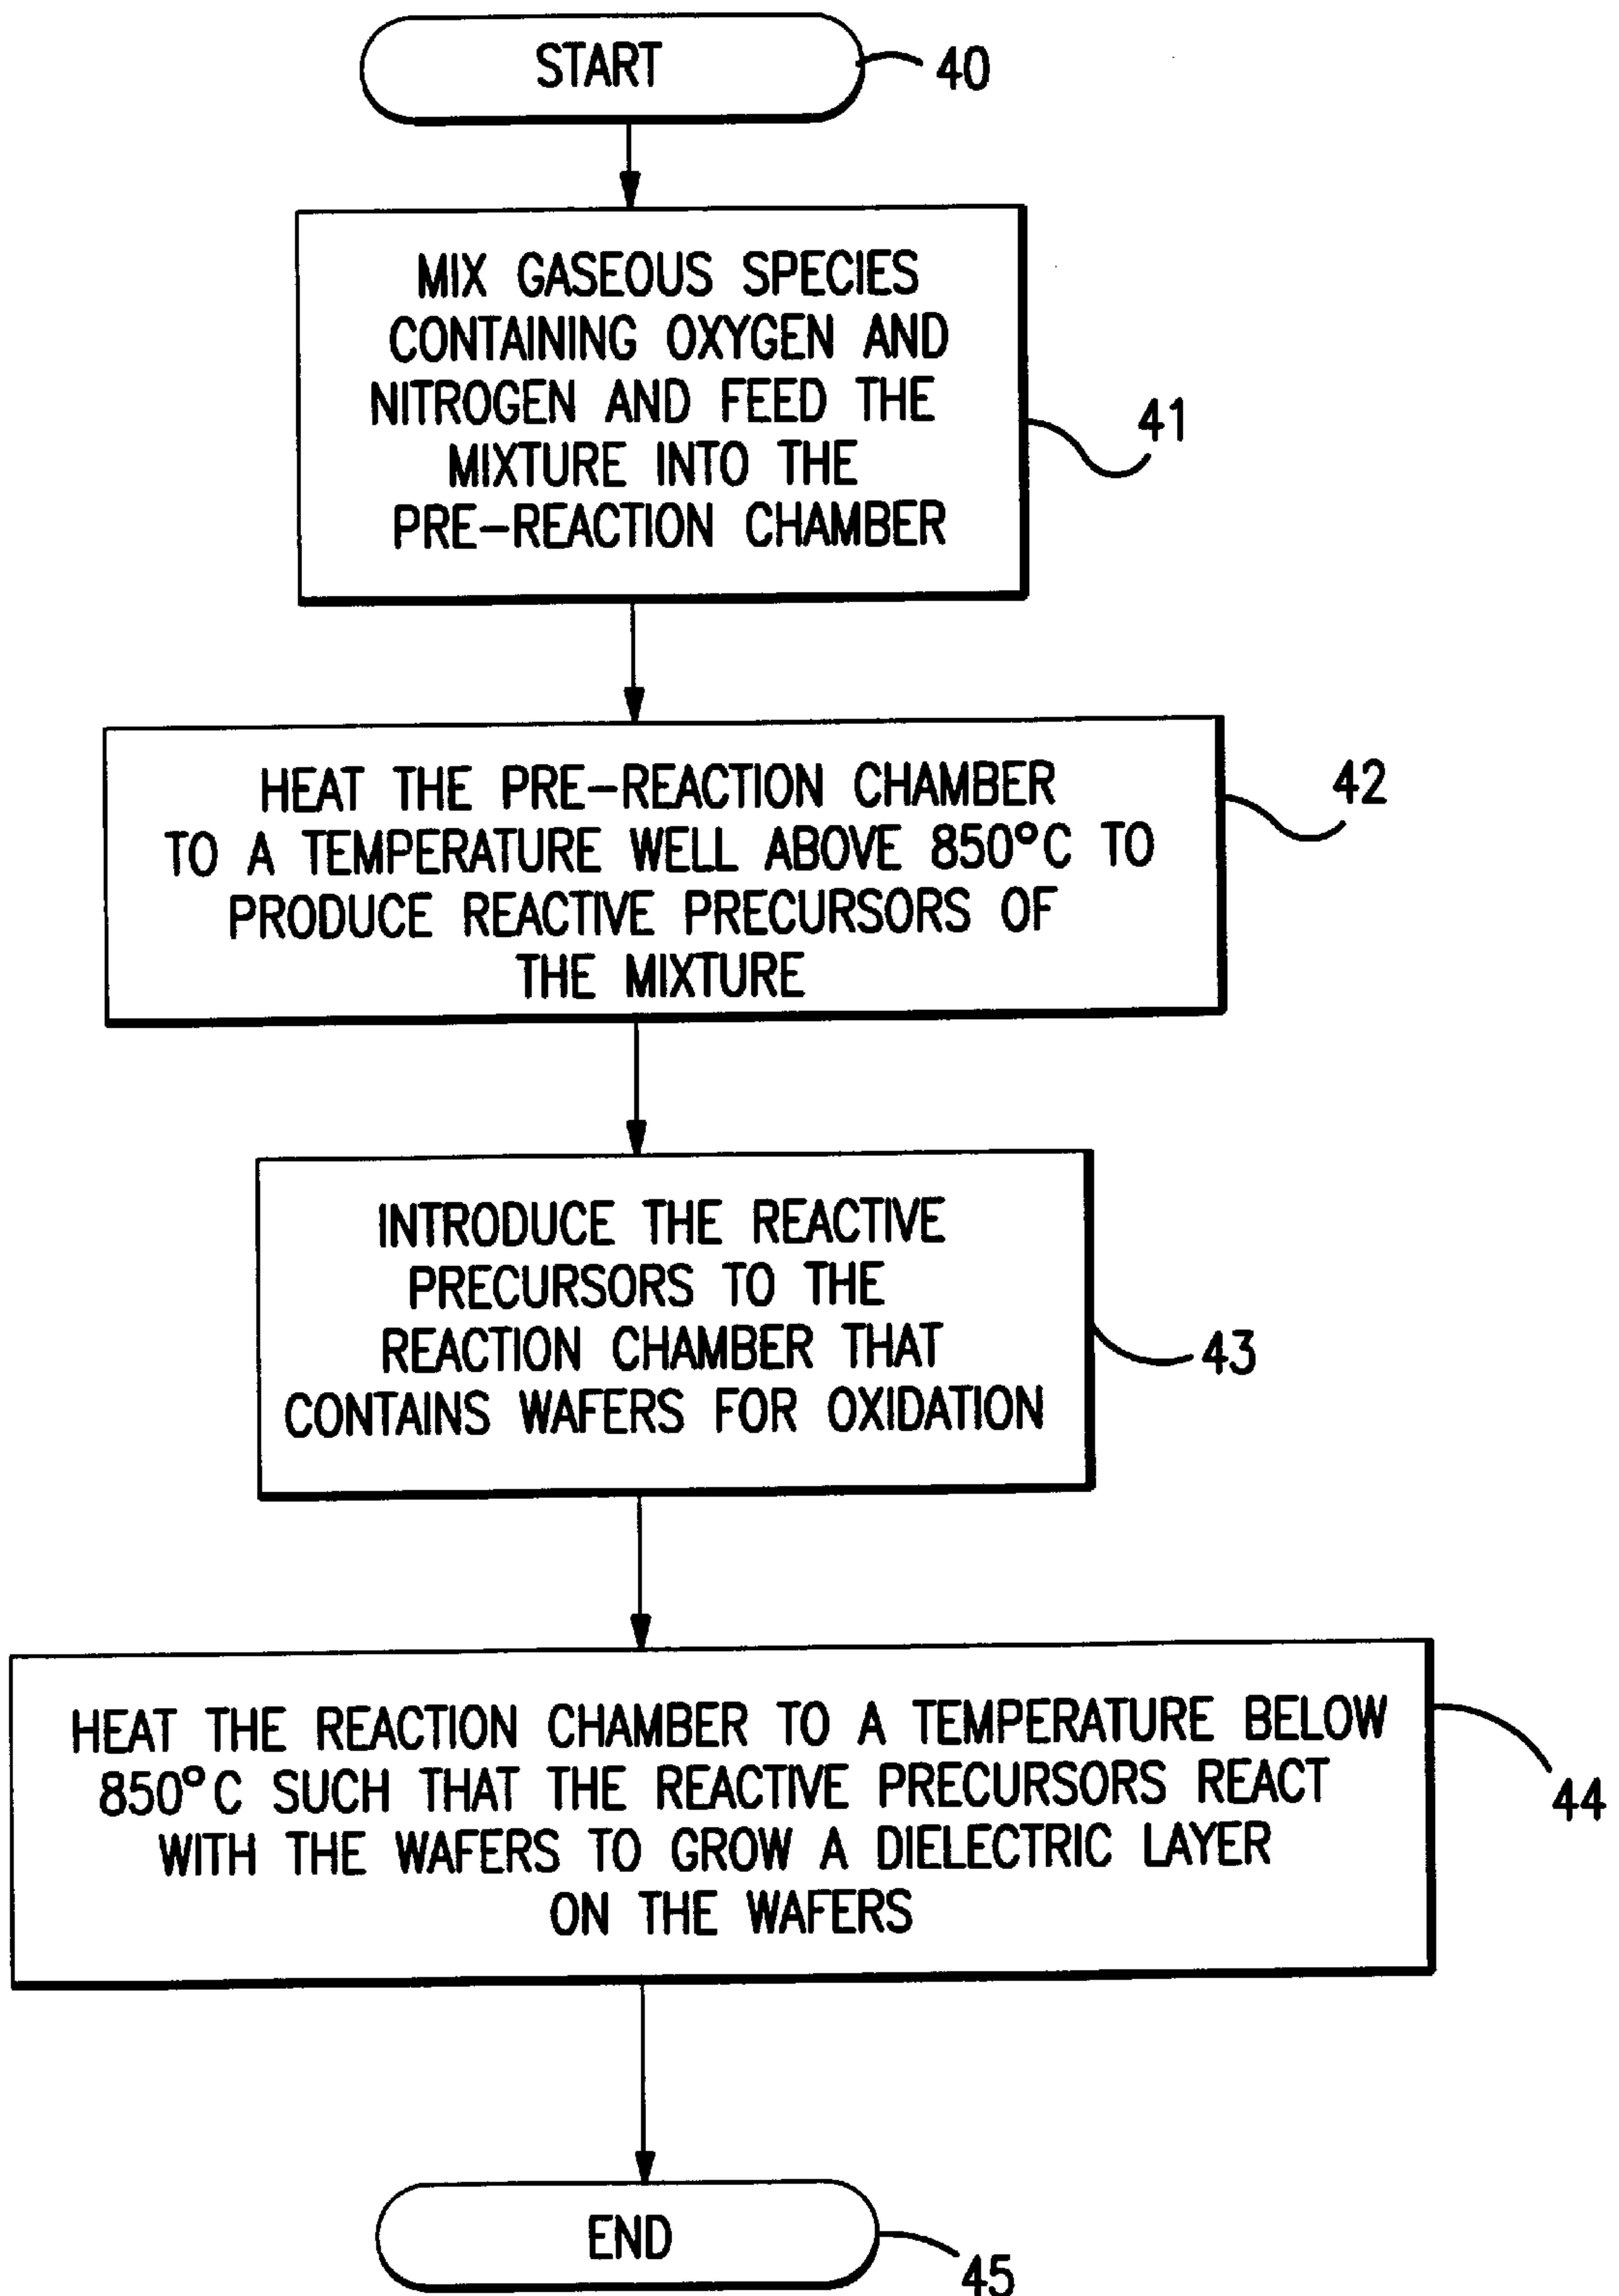 START
40
MIX GASEOUS SPECIES
CONTAINING OXYGEN AND
NITROGEN AND FEED THE
MIXTURE INTO THE
PRE-REACTION CHAMBER
41
HEAT THE PRE-REACTION CHAMBER
TO A TEMPERATURE WELL ABOVE 850°C TO
PRODUCE REACTIVE PRECURSORS OF
THE MIXTURE
42
INTRODUCE THE REACTIVE
PRECURSORS TO THE
REACTION CHAMBER THAT
CONTAINS WAFERS FOR OXIDATION
43
HEAT THE REACTION CHAMBER TO A TEMPERATURE BELOW
850°C SUCH THAT THE REACTIVE PRECURSORS REACT
WITH THE WAFERS TO GROW A DIELECTRIC LAYER
ON THE WAFERS
44
END
45